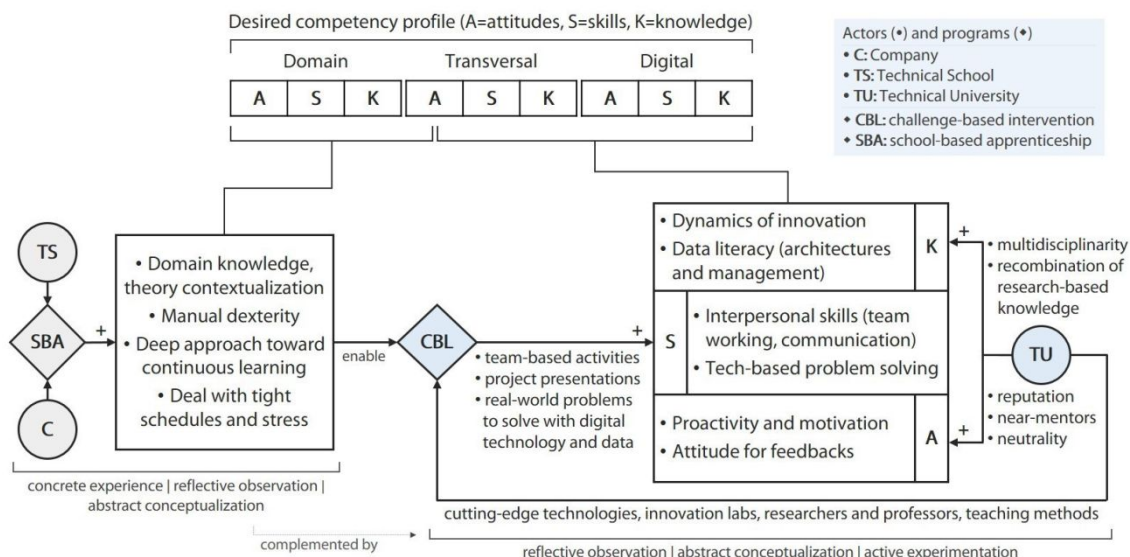 Desired competency profile (A=attitudes, S=skills, K=knowledge)
Domain
Transversal
Digital
A
S
K
A
S
K
A
S
K
Actors (•) and programs (◆)
• C: Company
• TS: Technical School
• TU: Technical University
◆ CBL: challenge-based intervention
◆ SBA: school-based apprenticeship
TS
SBA
C
+
• Domain knowledge,
theory contextualization
• Manual dexterity
• Deep approach toward
continuous learning
• Deal with tight
schedules and stress
enable
CBL
+
• team-based activities
• project presentations
• real-world problems
to solve with digital
technology and data
• Dynamics of innovation
• Data literacy (architectures
and management)
K
S
• Interpersonal skills (team
working, communication)
• Tech-based problem solving
• Proactivity and motivation
• Attitude for feedbacks
A
+
• multidisciplinarity
• recombination of
research-based
knowledge
TU
• reputation
• near-mentors
• neutrality
+
concrete experience | reflective observation |
abstract conceptualization
cutting-edge technologies, innovation labs, researchers and professors, teaching methods
complemented by
reflective observation | abstract conceptualization | active experimentation